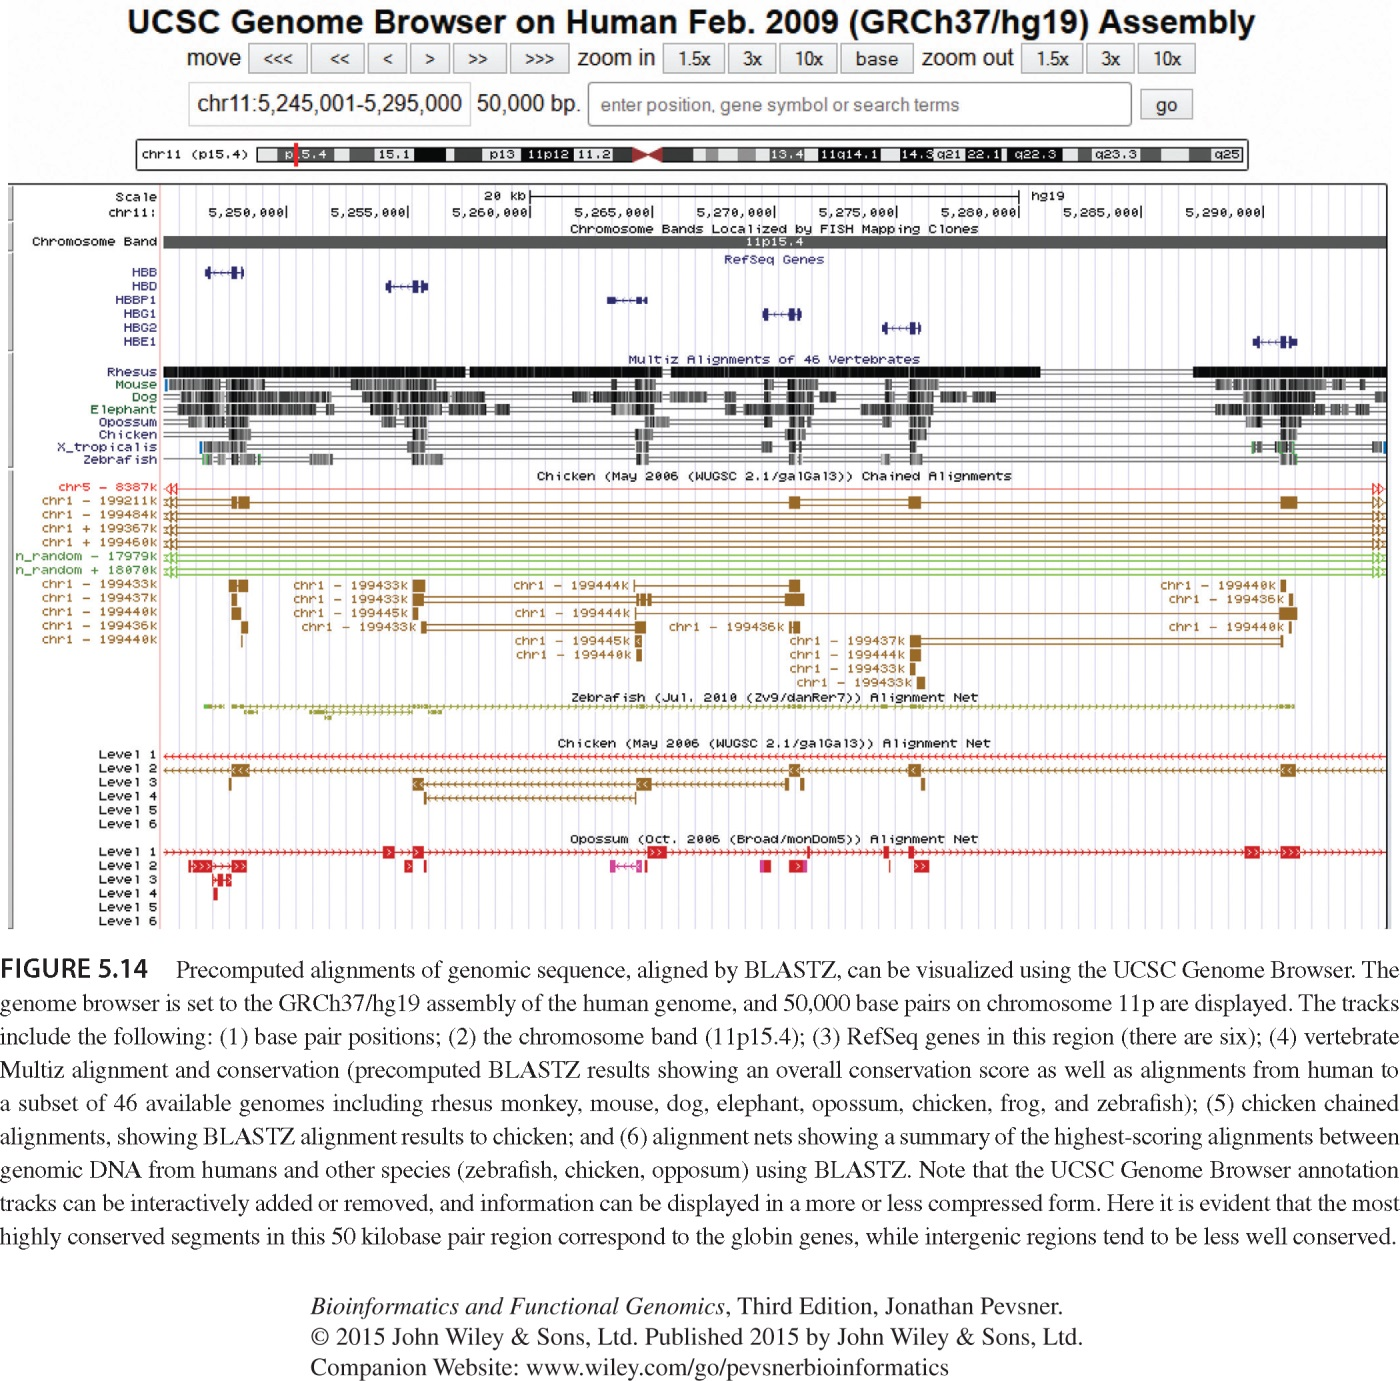 UCSC Genome Browser on Human Feb. 2009 (GRCh37/hg19) Assembly
move <<< << < > >> >>> zoom in 1.5x 3x 10x base zoom out 1.5x 3x 10x
chr11:5,245,001-5,295,000 50,000 bp. enter position, gene symbol or search terms go
chr11 (p15.4) p15.4 15.1 p13 11p12 11.2 13.4 11q14.1 14.3 q21 22.1 q22.3 q23.3 q25
Scale 20 kb hg19
chr11: 5,250,000 5,255,000 5,260,000 5,265,000 5,270,000 5,275,000 5,280,000 5,285,000 5,290,000
Chromosome Bands Localized by FISH Mapping Clones
Chromosome Band 11p15.4
RefSeq Genes
HBB
HBD
HBBP1
HBG1
HBG2
HBE1
Multiz Alignments of 46 Vertebrates
Rhesus
Mouse
Dog
Elephant
Opossum
Chicken
X_tropicalis
Zebrafish
Chicken (May 2006 (WUGSC 2.1/galGal3)) Chained Alignments
chr5 - 8387k
chr1 - 199211k
chr1 - 199484k
chr1 + 199367k
chr1 + 199460k
n_random - 17979k
n_random + 18070k
chr1 - 199433k chr1 - 199433k chr1 - 199444k chr1 - 199440k
chr1 - 199437k chr1 - 199433k chr1 - 199436k
chr1 - 199440k chr1 - 199445k chr1 - 199444k
chr1 - 199436k chr1 - 199433k chr1 - 199436k chr1 - 199440k
chr1 - 199440k chr1 - 199445k chr1 - 199437k
chr1 - 199440k chr1 - 199444k
chr1 - 199433k
chr1 - 199433k
Zebrafish (Jul. 2010 (Zv9/danRer7)) Alignment Net
Chicken (May 2006 (WUGSC 2.1/galGal3)) Alignment Net
Level 1
Level 2
Level 3
Level 4
Level 5
Level 6
Opossum (Oct. 2006 (Broad/monDom5)) Alignment Net
Level 1
Level 2
Level 3
Level 4
Level 5
Level 6
FIGURE 5.14 Precomputed alignments of genomic sequence, aligned by BLASTZ, can be visualized using the UCSC Genome Browser. The
genome browser is set to the GRCh37/hg19 assembly of the human genome, and 50,000 base pairs on chromosome 11p are displayed. The tracks
include the following: (1) base pair positions; (2) the chromosome band (11p15.4); (3) RefSeq genes in this region (there are six); (4) vertebrate
Multiz alignment and conservation (precomputed BLASTZ results showing an overall conservation score as well as alignments from human to
a subset of 46 available genomes including rhesus monkey, mouse, dog, elephant, opossum, chicken, frog, and zebrafish); (5) chicken chained
alignments, showing BLASTZ alignment results to chicken; and (6) alignment nets showing a summary of the highest-scoring alignments between
genomic DNA from humans and other species (zebrafish, chicken, opposum) using BLASTZ. Note that the UCSC Genome Browser annotation
tracks can be interactively added or removed, and information can be displayed in a more or less compressed form. Here it is evident that the most
highly conserved segments in this 50 kilobase pair region correspond to the globin genes, while intergenic regions tend to be less well conserved.
Bioinformatics and Functional Genomics, Third Edition, Jonathan Pevsner.
© 2015 John Wiley & Sons, Ltd. Published 2015 by John Wiley & Sons, Ltd.
Companion Website: www.wiley.com/go/pevsnerbioinformatics